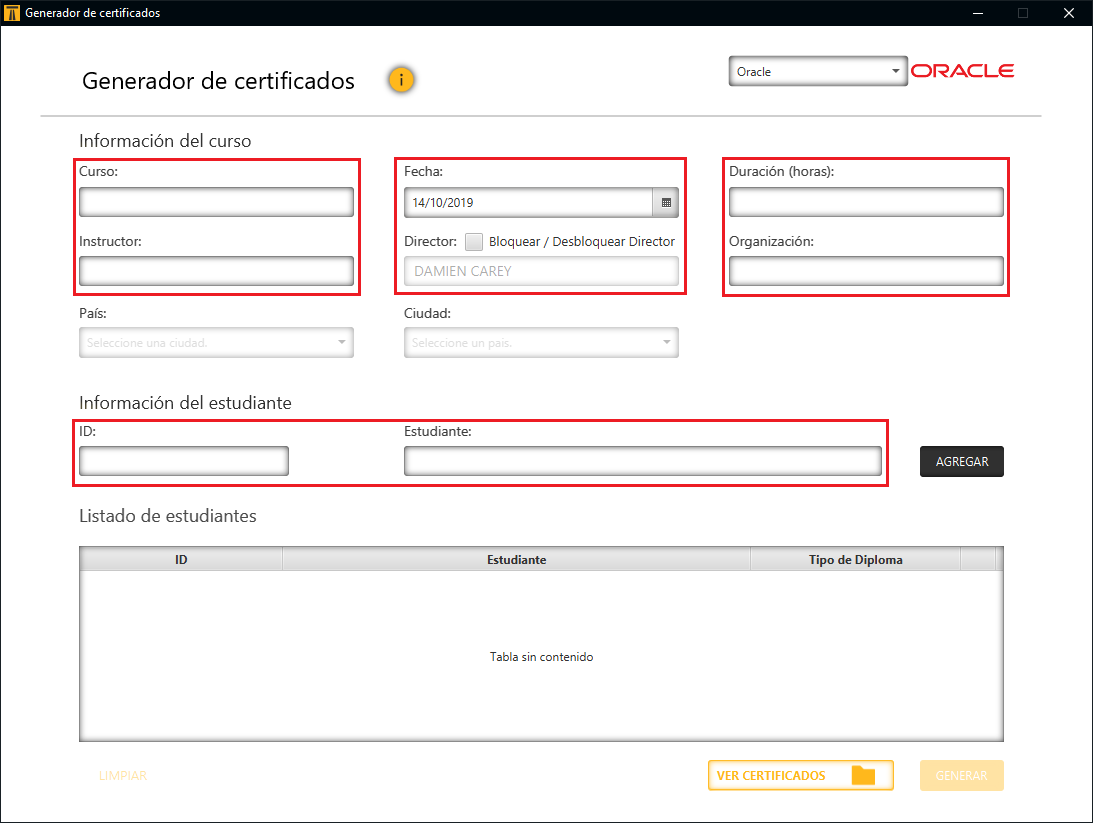 Generador de certificados
Generador de certificados
i
Oracle
ORACLE
Información del curso
Curso:
Fecha:
Duración (horas):
14/10/2019
Instructor:
Director: Bloquear / Desbloquear Director
Organización:
DAMIEN CAREY
País:
Ciudad:
Seleccione una ciudad.
Seleccione un pais.
Información del estudiante
ID:
Estudiante:
AGREGAR
Listado de estudiantes
ID Estudiante Tipo de Diploma
Tabla sin contenido
LIMPIAR
VER CERTIFICADOS
GENERAR